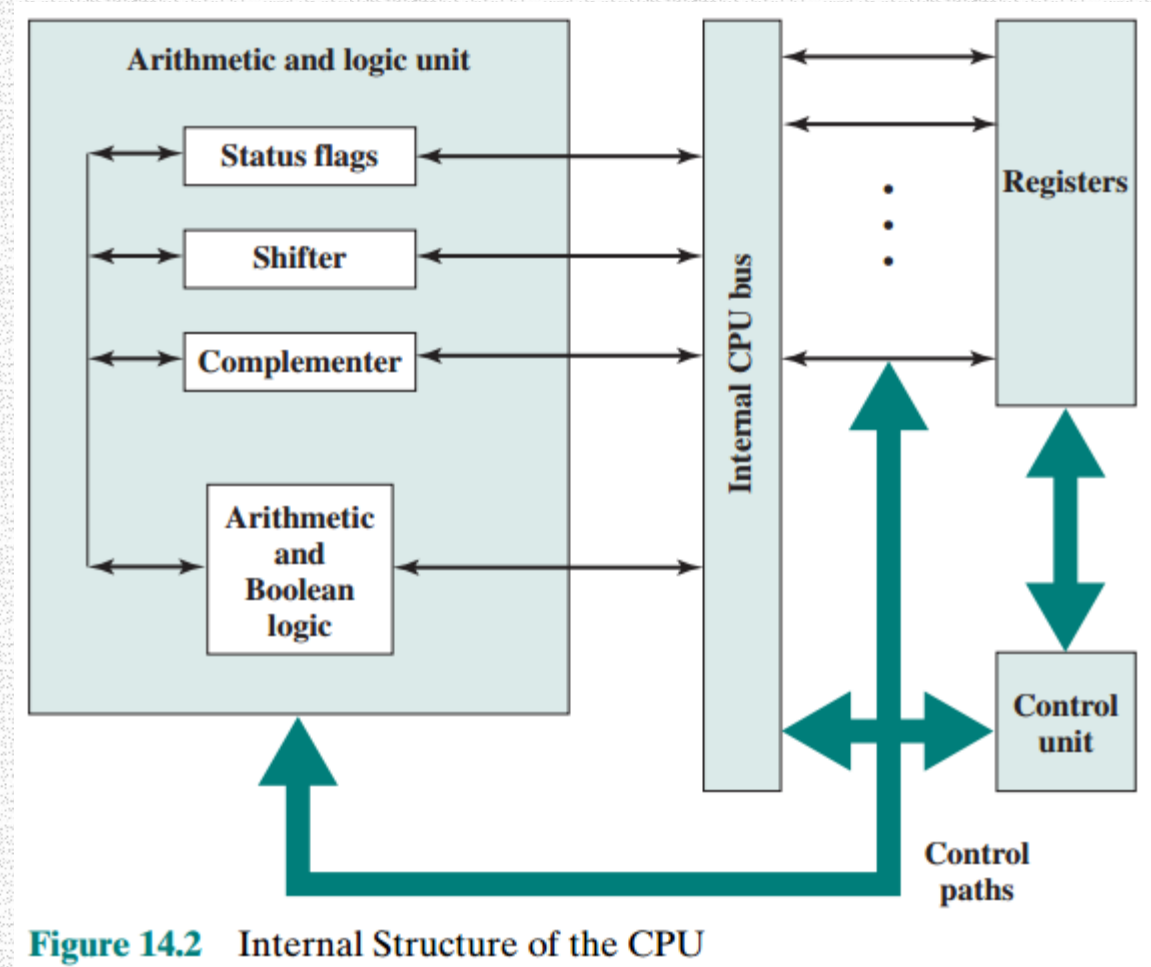 Arithmetic and logic unit
Status flags
Shifter
Complementer
Arithmetic
and
Boolean
logic
Internal CPU bus
Registers
Control
unit
Control
paths
Figure 14.2 Internal Structure of the CPU